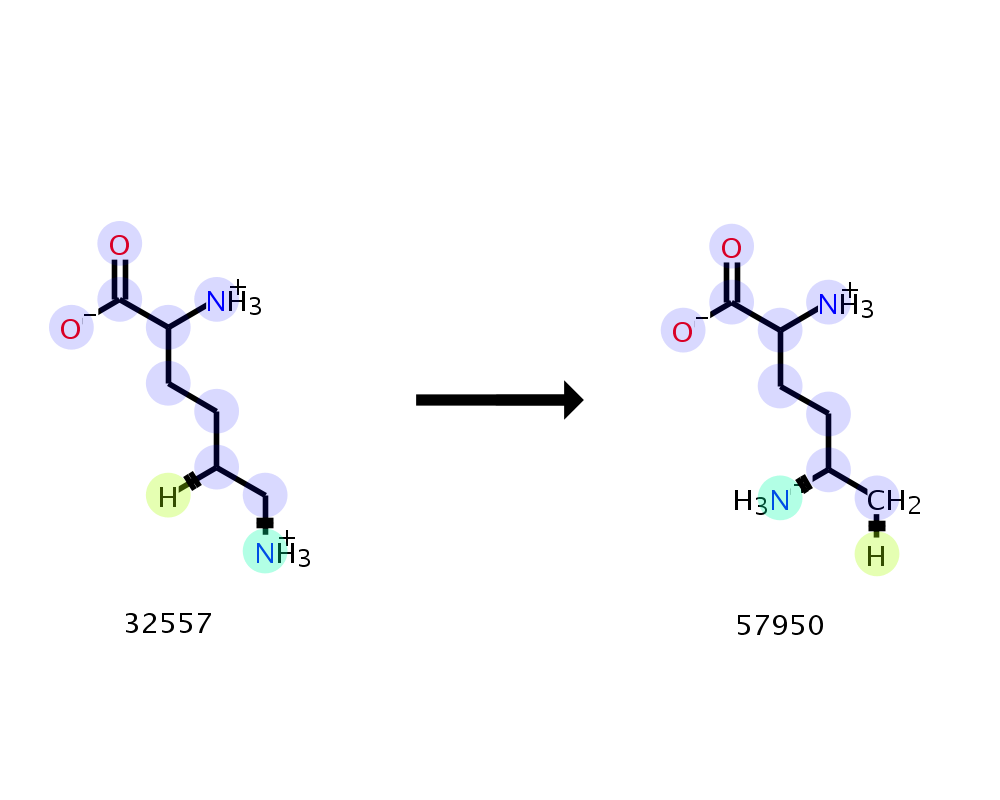 O O
O⁻ NH₃⁺ O⁻ NH₃⁺
H H₃N⁺ CH₂
NH₃⁺ H
32557 57950